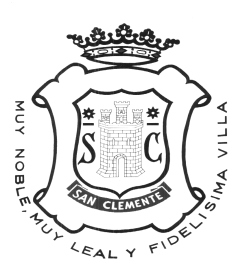 S C
SAN CLEMENTE
MUY NOBLE, MUY LEAL Y FIDELISIMA VILLA